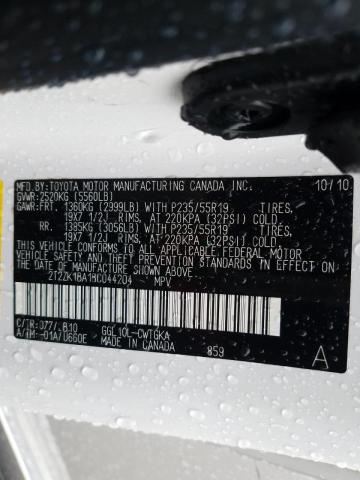 MFD.BY:TOYOTA MOTOR MANUFACTURING CANADA INC. 10/10
GVWR:2520KG (5560LB)
GAWR:FRT. 1360KG (2999LB) WITH P235/55R19 TIRES,
19X7 1/2J RIMS, AT 220KPA (32PSI) COLD
RR. 1385KG (3056LB) WITH P235/55R19 TIRES,
19X7 1/2J RIMS, AT 220KPA (32PSI) COLD
THIS VEHICLE CONFORMS TO ALL APPLICABLE FEDERAL MOTOR
VEHICLE SAFETY, BUMPER, AND THEFT PREVENTION STANDARDS
IN EFFECT ON THE DATE OF MANUFACTURE SHOWN ABOVE.
2T2ZK1BA1BC044204 MPV
C/TR:077/LB10 GGL10L-CWTGKA
A/TM:-01A/U660E MADE IN CANADA 859 A